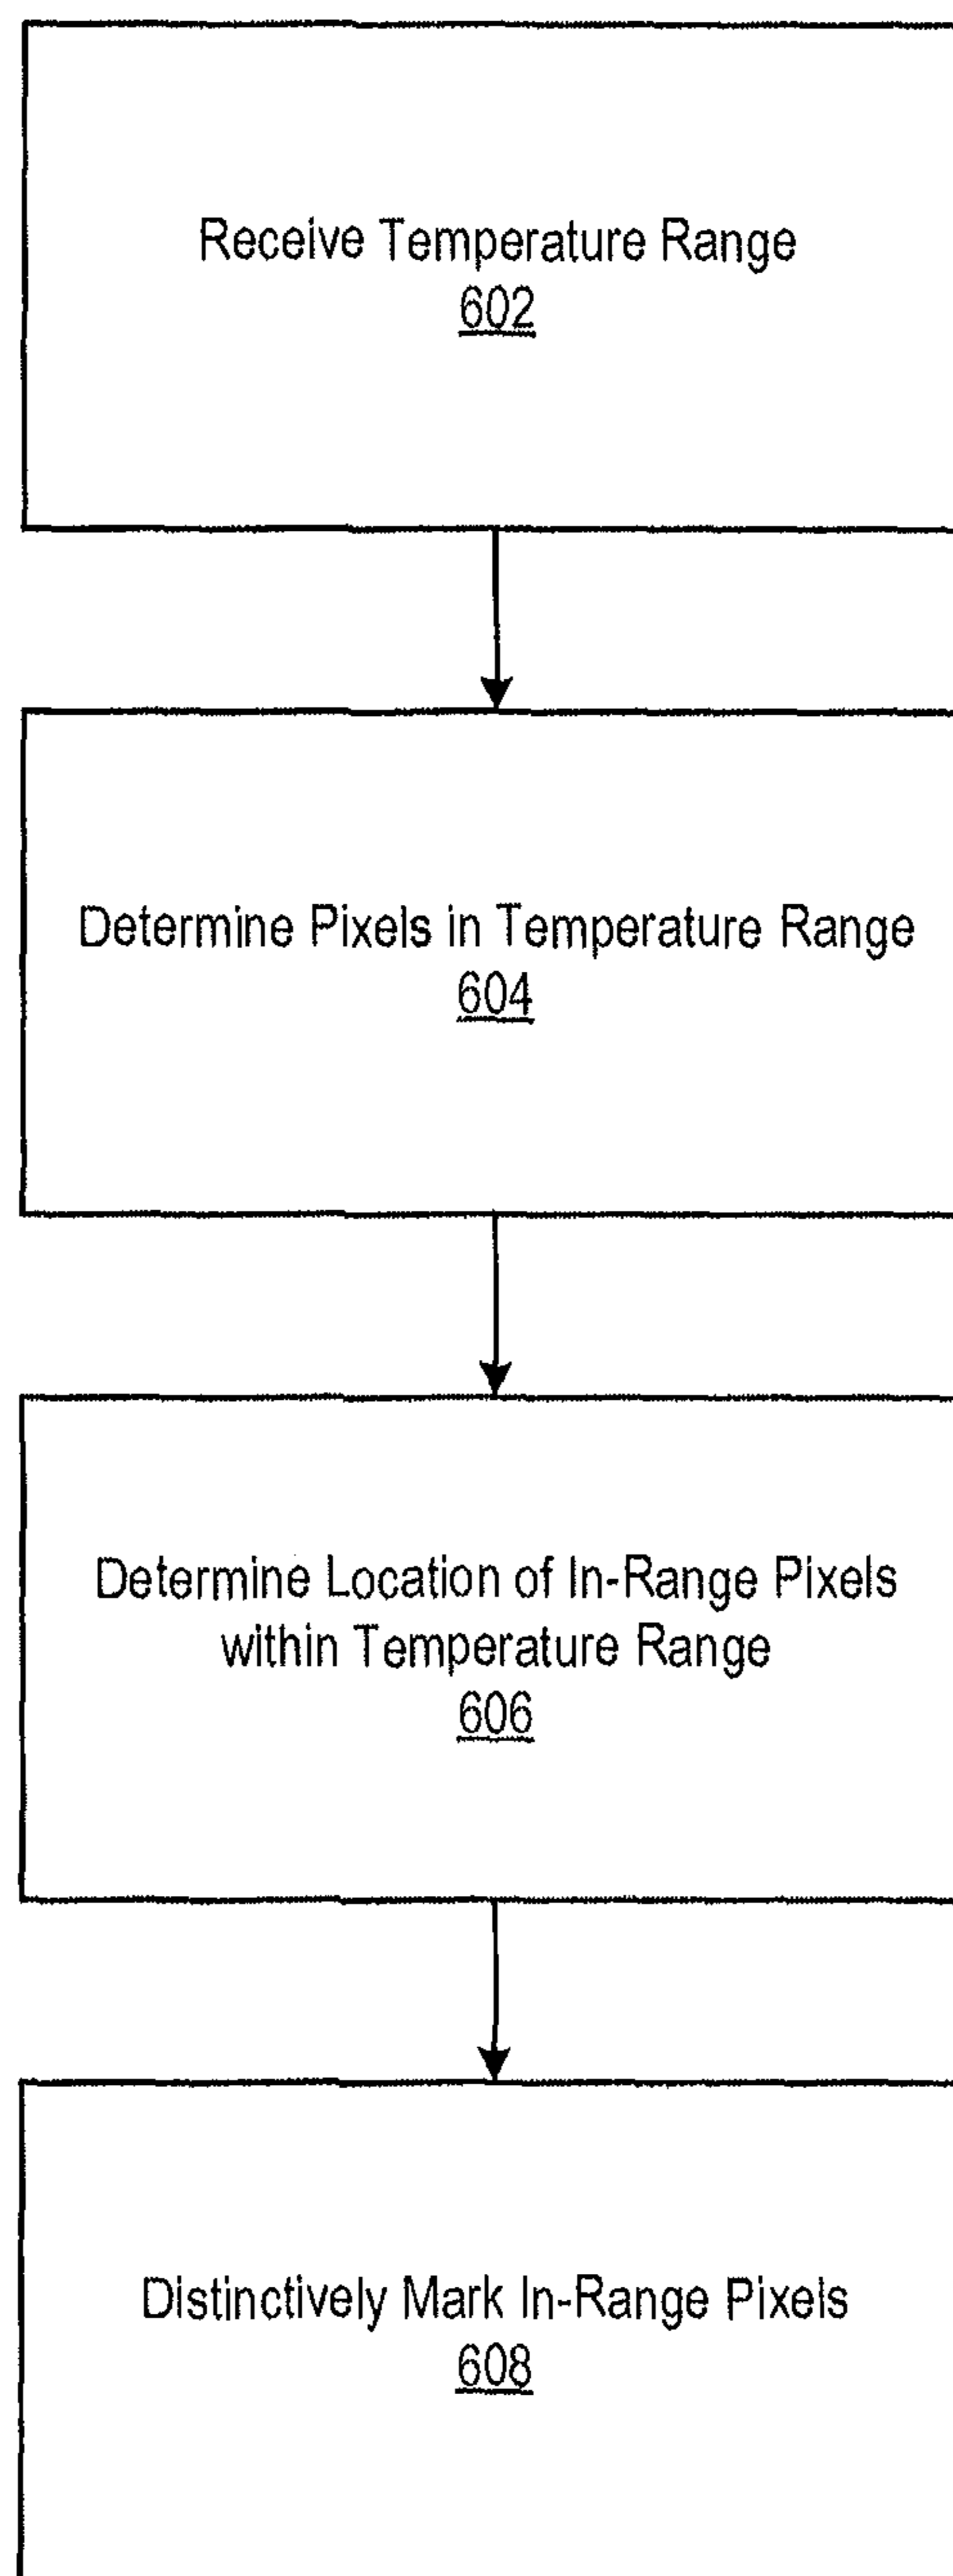 Receive Temperature Range
602
Determine Pixels in Temperature Range
604
Determine Location of In-Range Pixels
within Temperature Range
606
Distinctively Mark In-Range Pixels
608